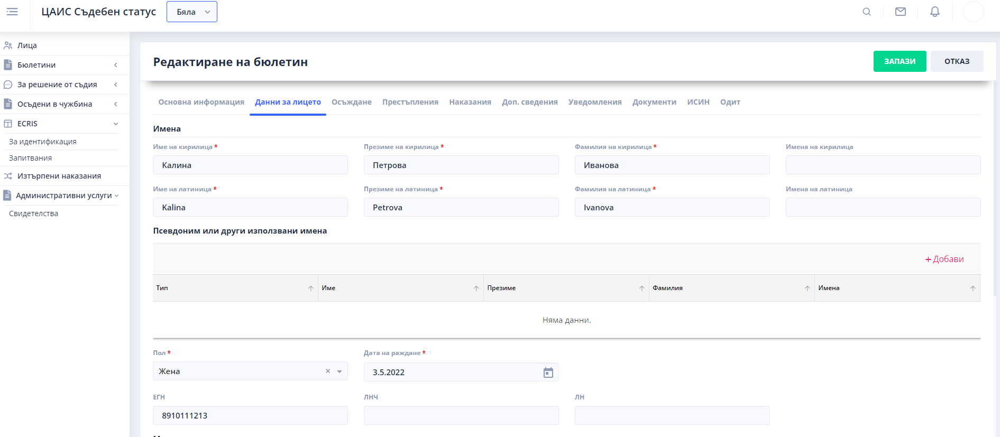 ЦАИС Съдебен статус
Бяла
Лица
Бюлетини
За решение от съдия
Осъдени в чужбина
ECRIS
За идентификация
Запитвания
Изтърпени наказания
Административни услуги
Свидетелства
Редактиране на бюлетин
ЗАПАЗИ ОТКАЗ
Основна информация Данни за лицето Осъждане Престъпления Наказания Доп. сведения Уведомления Документи ИСИН Одит
Имена
Име на кирилица * Презиме на кирилица * Фамилия на кирилица * Имена на кирилица
Калина Петрова Иванова
Име на латиница * Презиме на латиница * Фамилия на латиница * Имена на латиница
Kalina Petrova Ivanova
Псевдоним или други използвани имена
+ Добави
Тип Име Презиме Фамилия Имена
Няма данни.
Пол * Дата на раждане *
Жена 3.5.2022
ЕГН ЛНЧ ЛН
8910111213